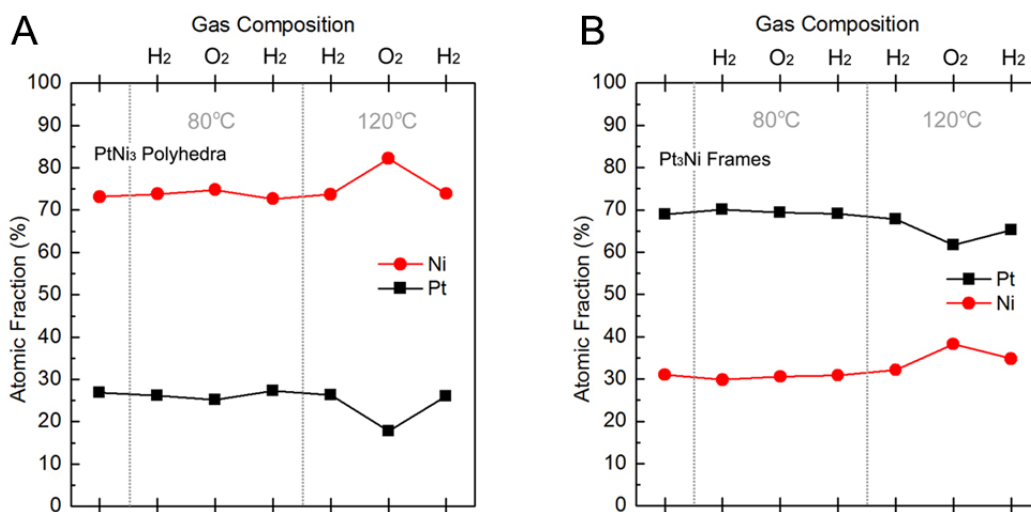 A
Gas Composition
H2 O2 H2 H2 O2 H2
100
90
80
70
60
50
40
30
20
10
0
Atomic Fraction (%)
80°C 120°C
PtNi3 Polyhedra
Ni
Pt
B
Gas Composition
H2 O2 H2 H2 O2 H2
100
90
80
70
60
50
40
30
20
10
0
Atomic Fraction (%)
80°C 120°C
Pt3Ni Frames
Pt
Ni